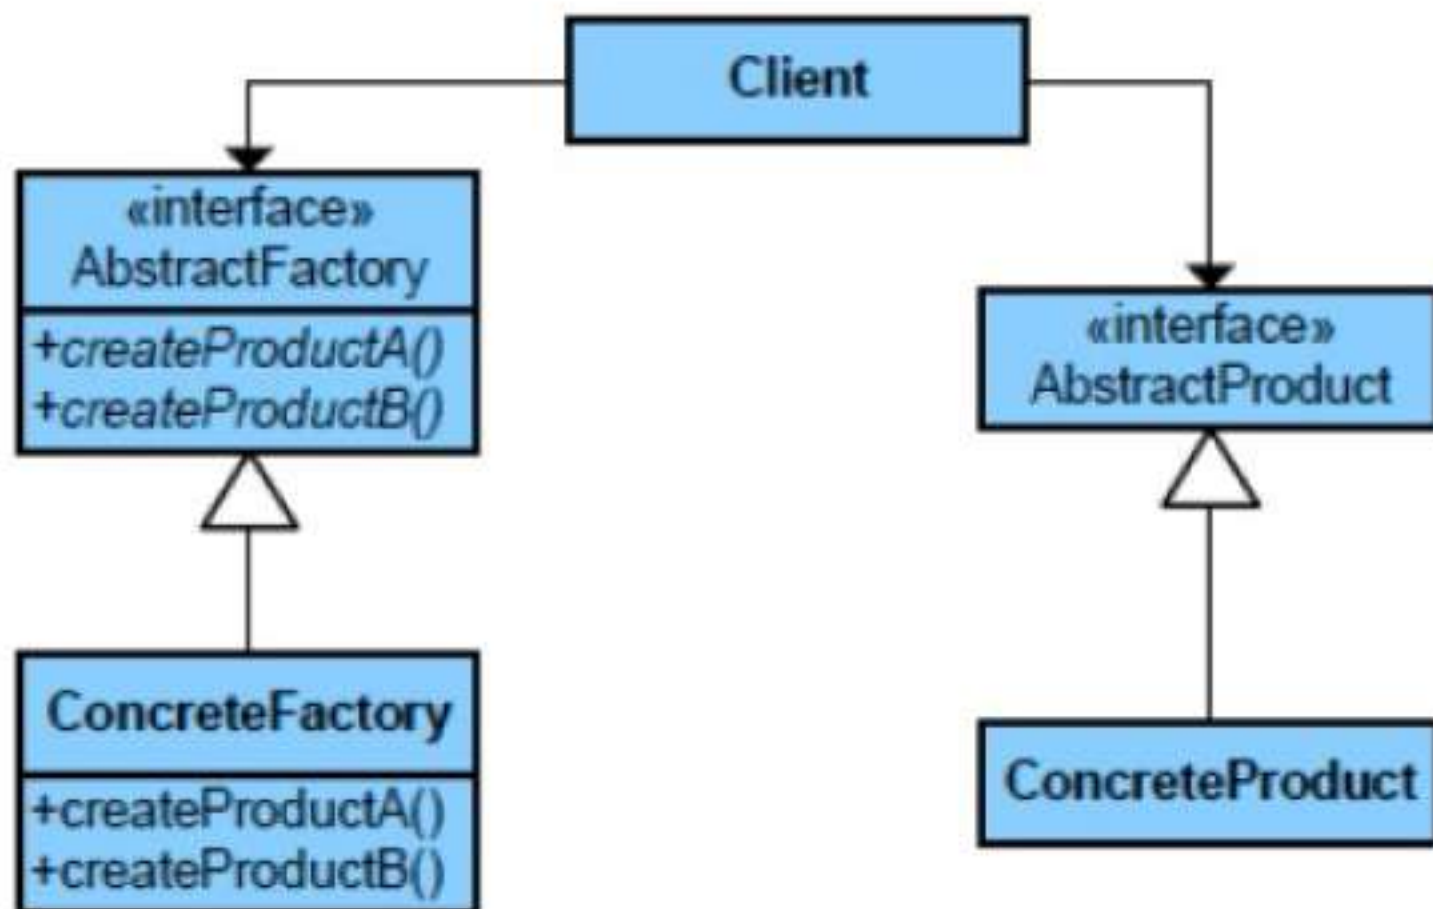 Client
«interface»
AbstractFactory
+createProductA()
+createProductB()
«interface»
AbstractProduct
ConcreteFactory
+createProductA()
+createProductB()
ConcreteProduct